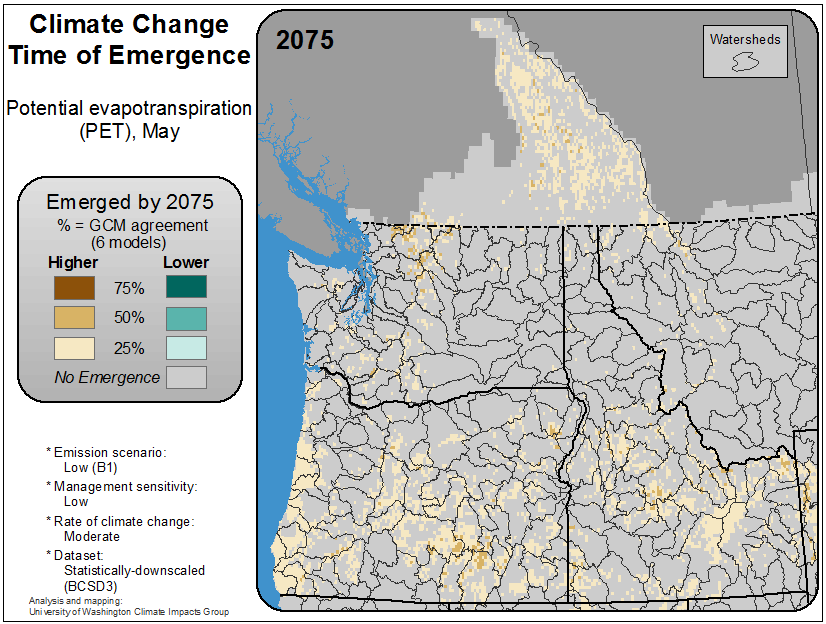 Climate Change
Time of Emergence
Potential evapotranspiration
(PET), May
Emerged by 2075
% = GCM agreement
(6 models)
Higher Lower
75%
50%
25%
No Emergence
* Emission scenario:
Low (B1)
* Management sensitivity:
Low
* Rate of climate change:
Moderate
* Dataset:
Statistically-downscaled
(BCSD3)
Analysis and mapping:
University of Washington Climate Impacts Group
2075
Watersheds